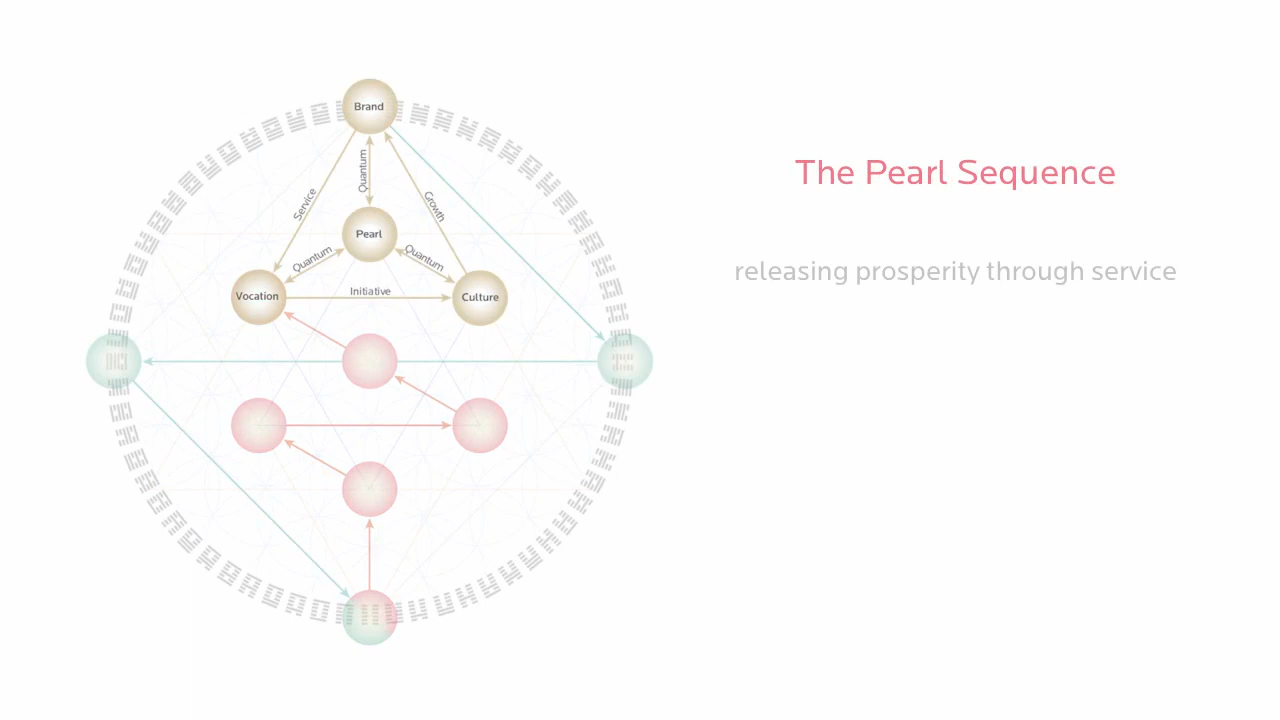 Brand
Quantum
Service
Growth
Pearl
Quantum
Quantum
Vocation
Initiative
Culture
The Pearl Sequence
releasing prosperity through service